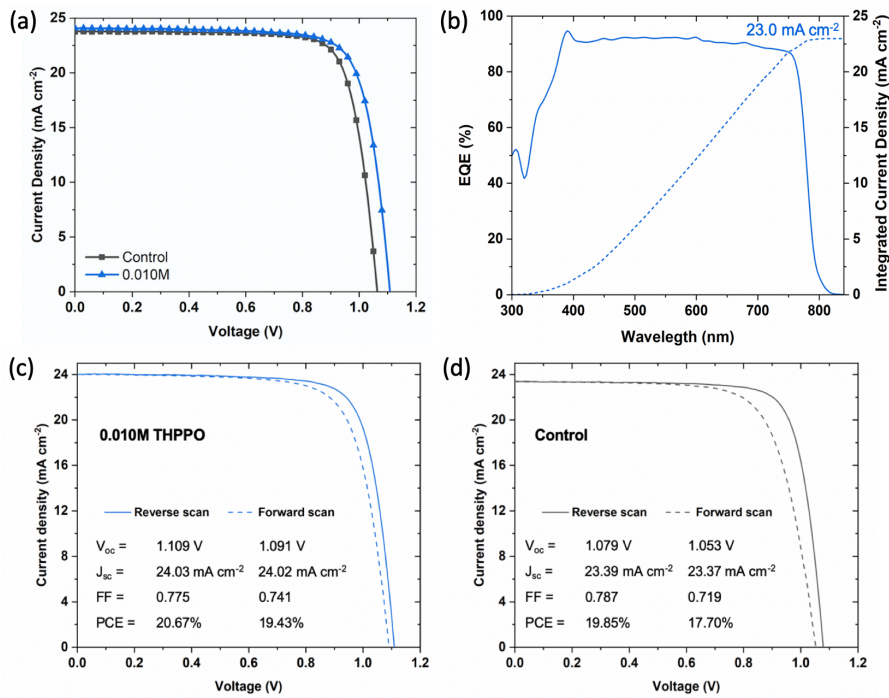 (a)
Current Density (mA cm⁻²)
25
20
15
10
5
0
Control
0.010M
0.0 0.2 0.4 0.6 0.8 1.0 1.2
Voltage (V)
(b)
EQE (%)
100
80
60
40
20
0
23.0 mA cm⁻²
300 400 500 600 700 800
Wavelegth (nm)
25
20
15
10
5
0
Integrated Current Density (mA cm⁻²)
(c)
Current density (mA cm⁻²)
24
20
16
12
8
4
0
0.010M THPPO
Reverse scan Forward scan
Voc = 1.109 V 1.091 V
Jsc = 24.03 mA cm⁻² 24.02 mA cm⁻²
FF = 0.775 0.741
PCE = 20.67% 19.43%
0.0 0.2 0.4 0.6 0.8 1.0 1.2
Voltage (V)
(d)
Current density (mA cm⁻²)
24
20
16
12
8
4
0
Control
Reverse scan Forward scan
Voc = 1.079 V 1.053 V
Jsc = 23.39 mA cm⁻² 23.37 mA cm⁻²
FF = 0.787 0.719
PCE = 19.85% 17.70%
0.0 0.2 0.4 0.6 0.8 1.0 1.2
Voltage (V)